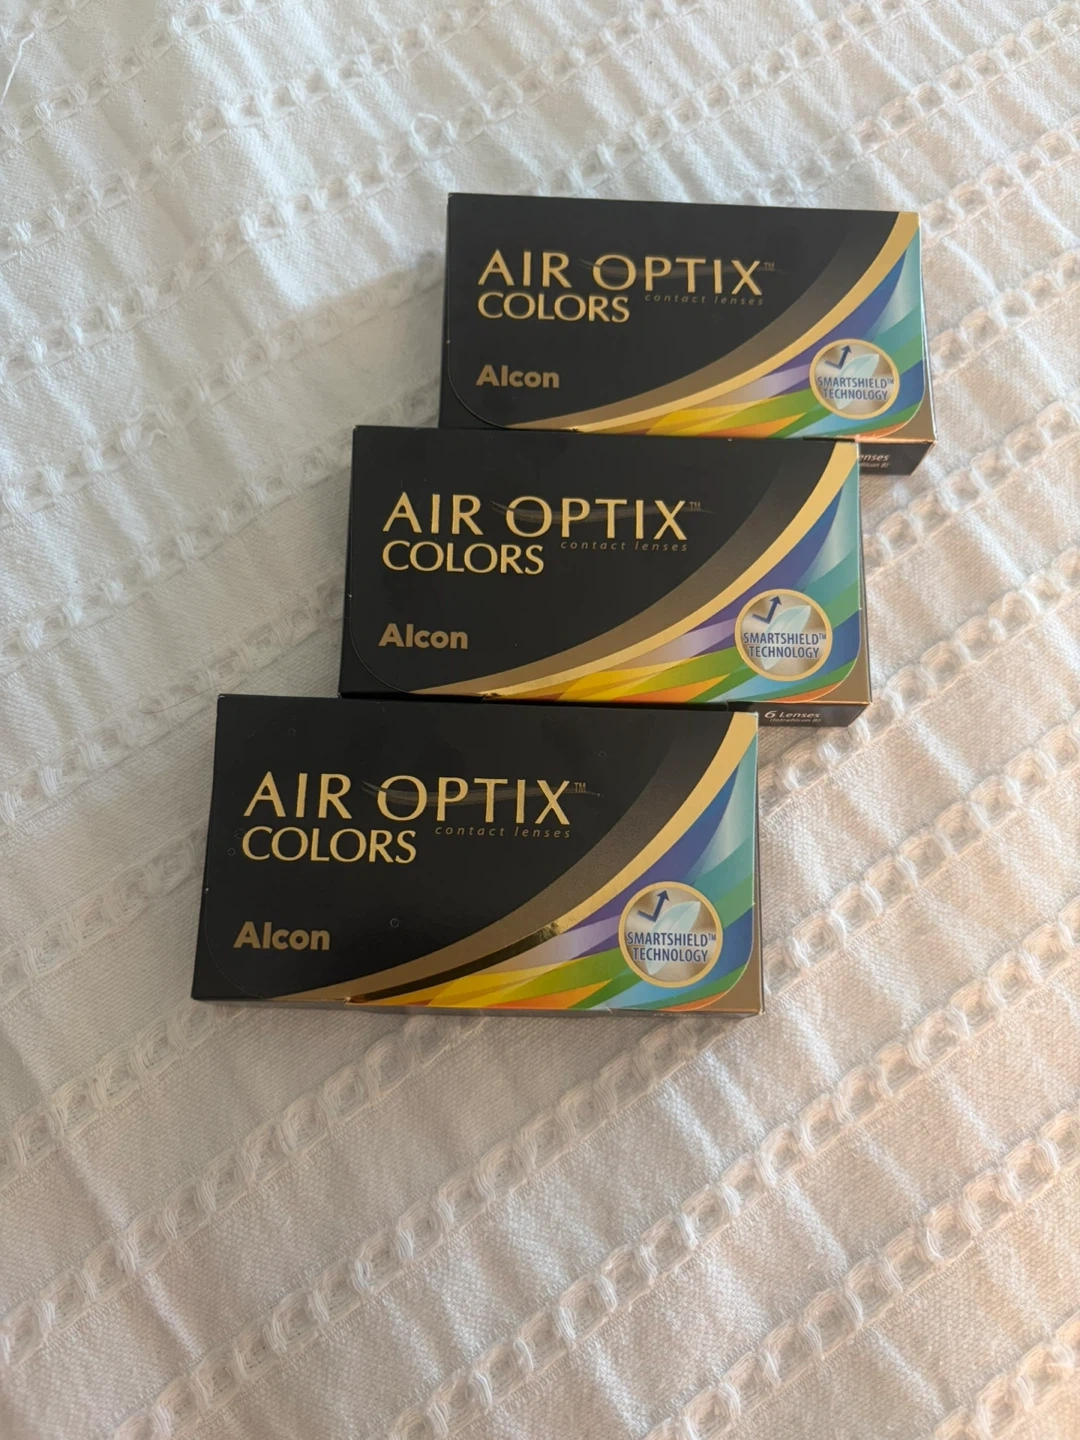 AIR OPTIX™
COLORS contact lenses
Alcon
SMARTSHIELD™
TECHNOLOGY
enses
AIR OPTIX™
COLORS contact lenses
Alcon
SMARTSHIELD™
TECHNOLOGY
6 Lenses
AIR OPTIX™
COLORS contact lenses
Alcon
SMARTSHIELD™
TECHNOLOGY